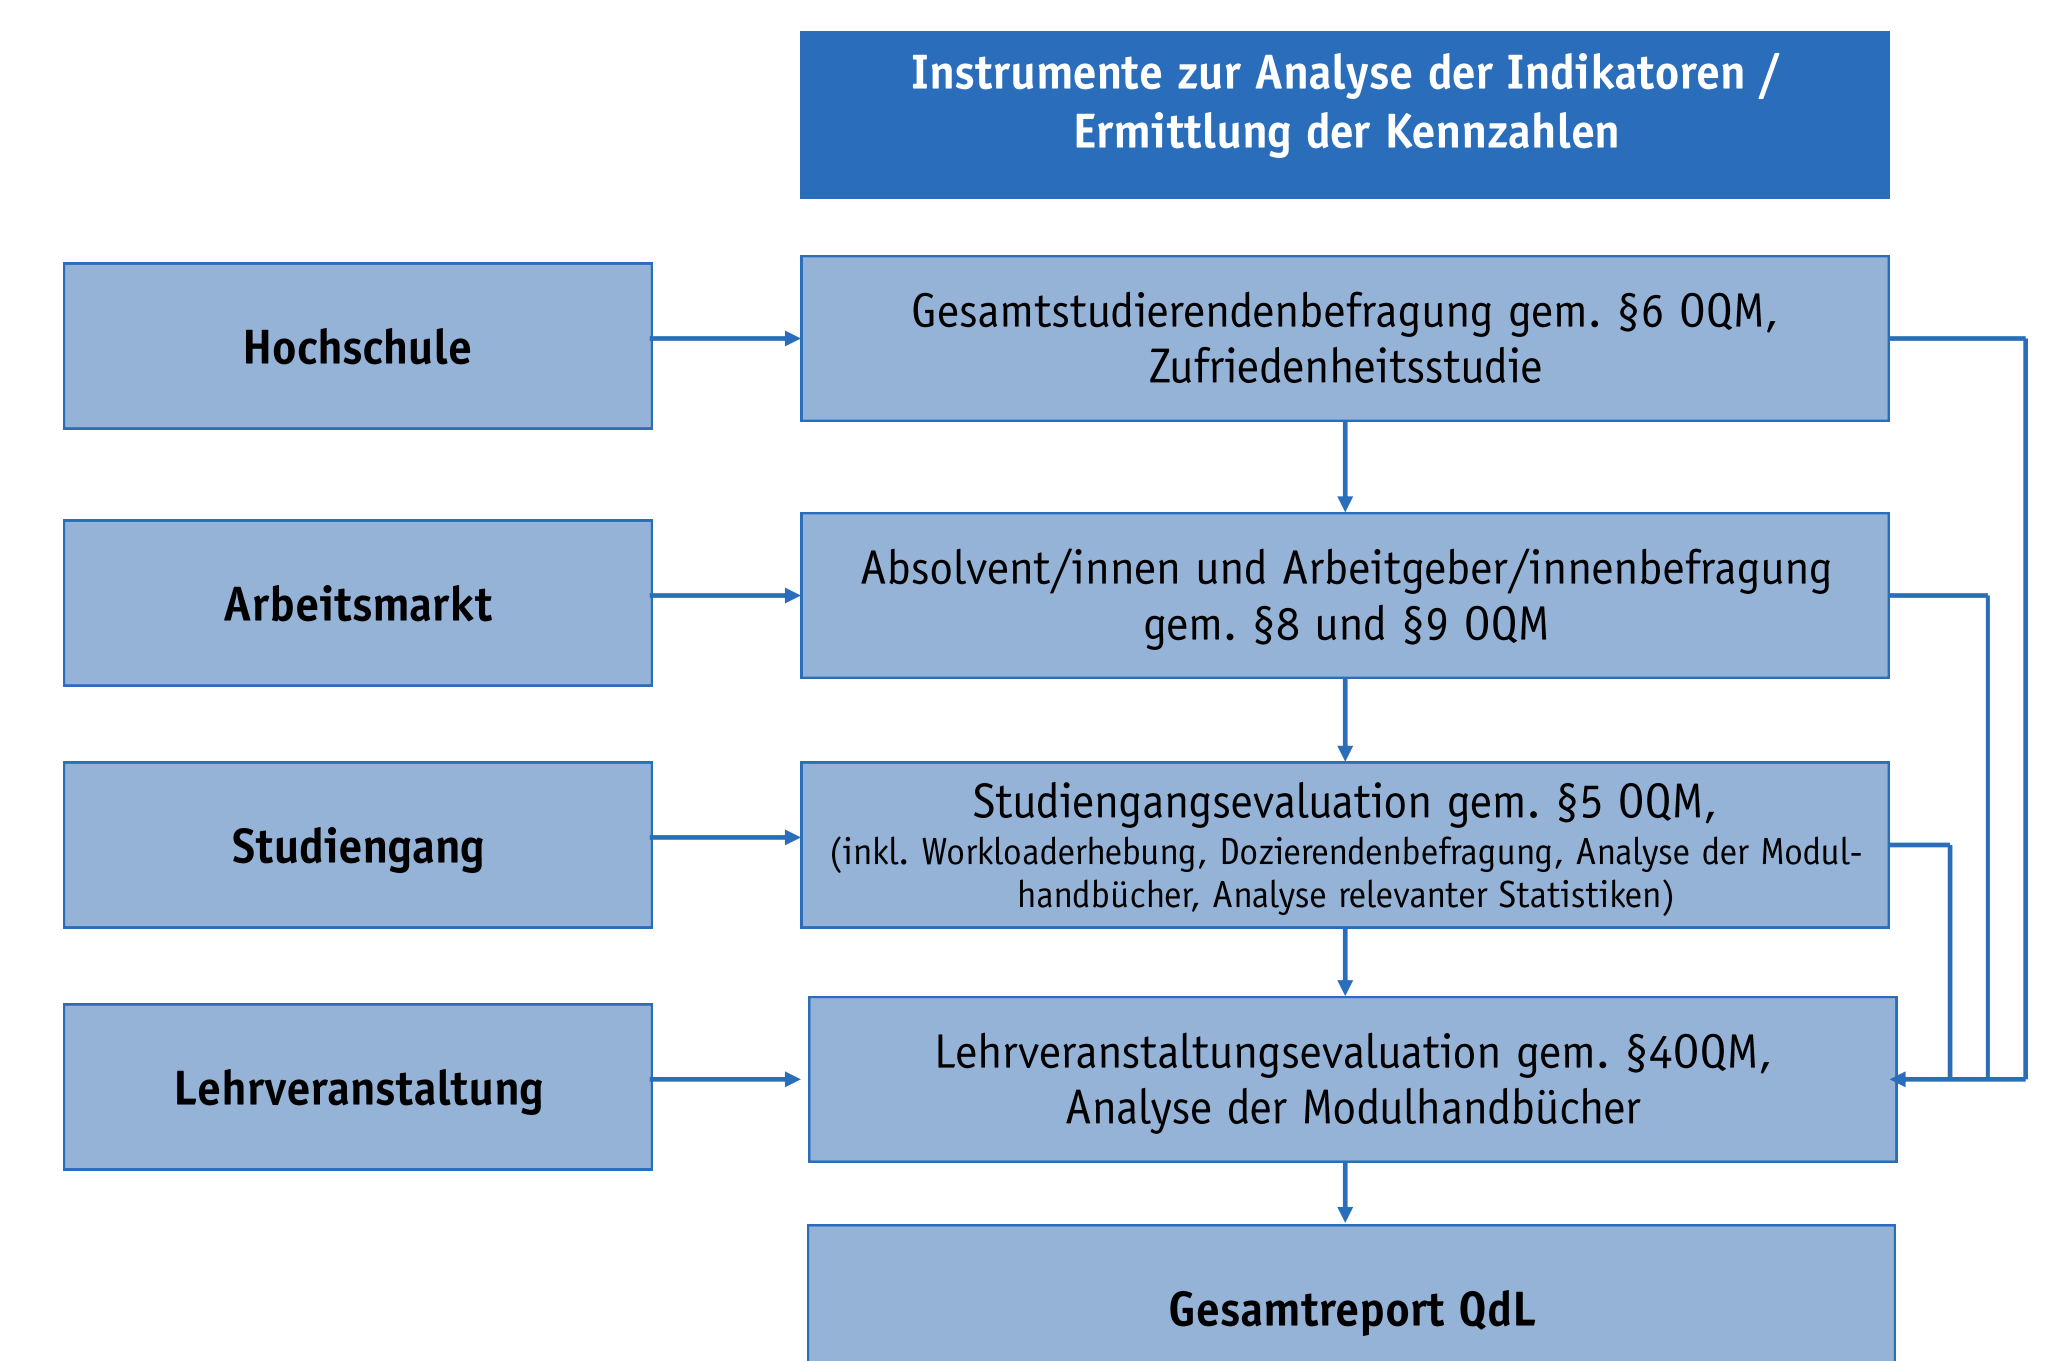 Instrumente zur Analyse der Indikatoren /
Ermittlung der Kennzahlen
Hochschule
Gesamtstudierendenbefragung gem. §6 OQM,
Zufriedenheitsstudie
Arbeitsmarkt
Absolvent/innen und Arbeitgeber/innenbefragung
gem. §8 und §9 OQM
Studiengang
Studiengangsevaluation gem. §5 OQM,
(inkl. Workloaderhebung, Dozierendenbefragung, Analyse der Modul-
handbücher, Analyse relevanter Statistiken)
Lehrveranstaltung
Lehrveranstaltungsevaluation gem. §4OQM,
Analyse der Modulhandbücher
Gesamtreport QdL